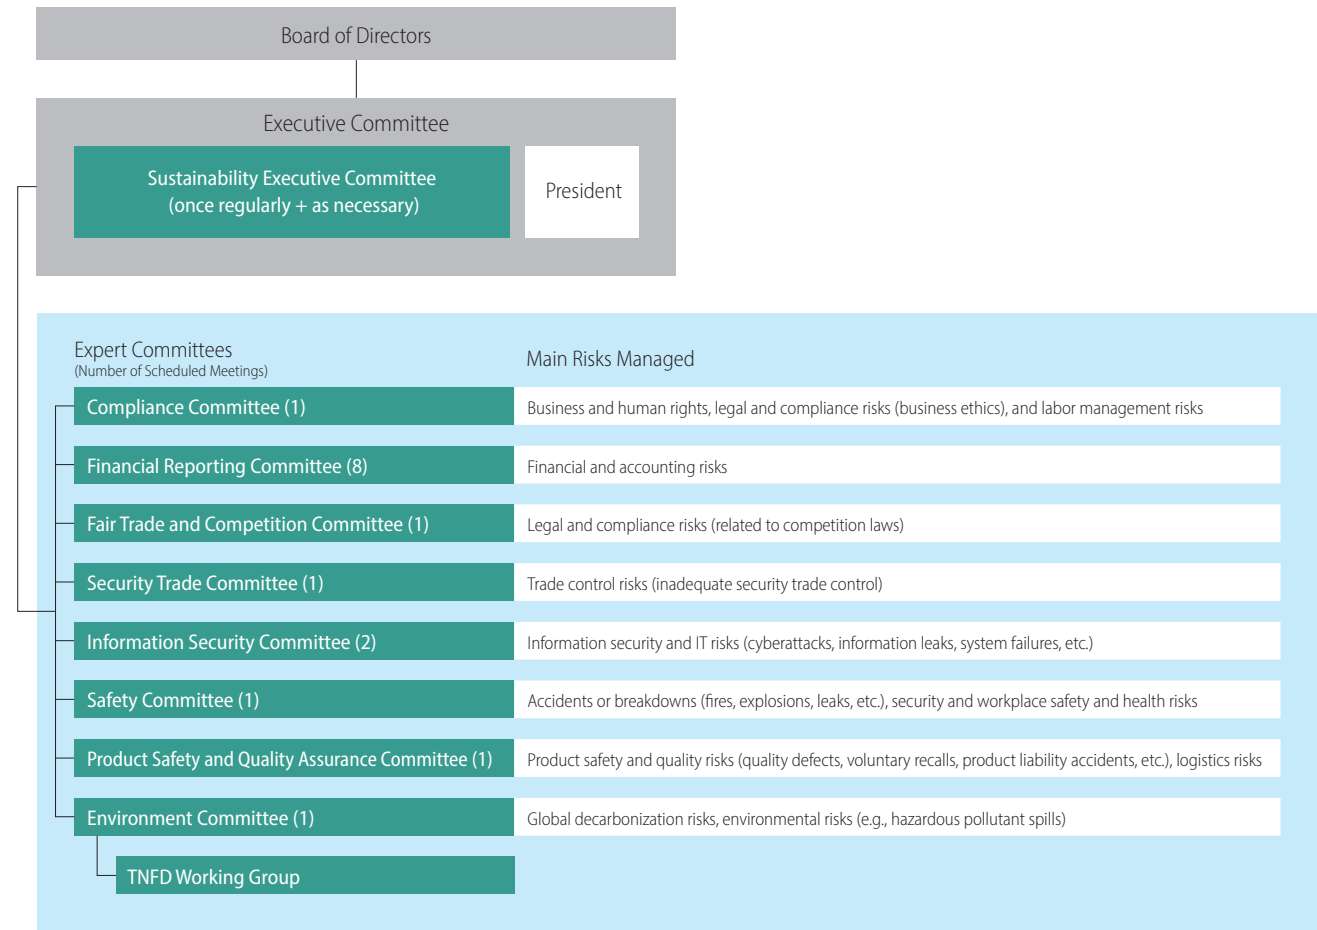 Board of Directors
Executive Committee
Sustainability Executive Committee
(once regularly + as necessary)
President
Expert Committees
(Number of Scheduled Meetings)
Main Risks Managed
Compliance Committee (1)
Business and human rights, legal and compliance risks (business ethics), and labor management risks
Financial Reporting Committee (8)
Financial and accounting risks
Fair Trade and Competition Committee (1)
Legal and compliance risks (related to competition laws)
Security Trade Committee (1)
Trade control risks (inadequate security trade control)
Information Security Committee (2)
Information security and IT risks (cyberattacks, information leaks, system failures, etc.)
Safety Committee (1)
Accidents or breakdowns (fires, explosions, leaks, etc.), security and workplace safety and health risks
Product Safety and Quality Assurance Committee (1)
Product safety and quality risks (quality defects, voluntary recalls, product liability accidents, etc.), logistics risks
Environment Committee (1)
Global decarbonization risks, environmental risks (e.g., hazardous pollutant spills)
TNFD Working Group